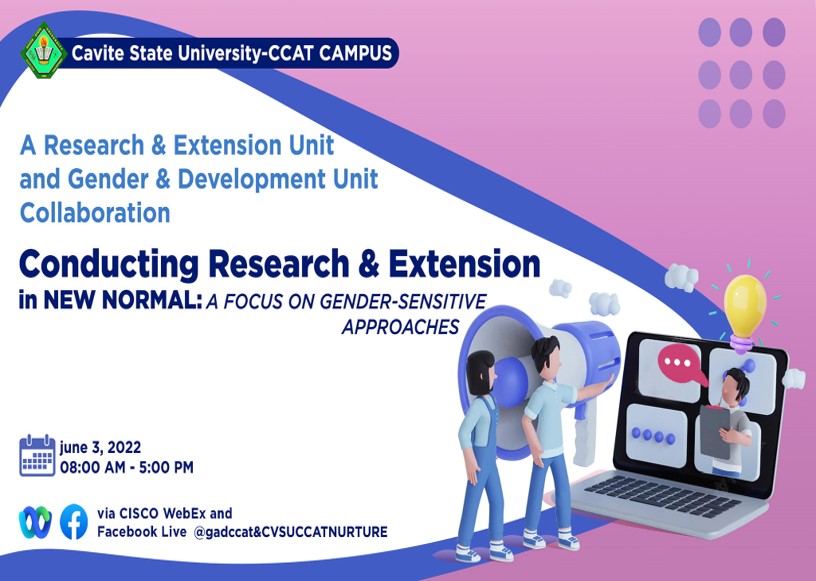 Cavite State University-CCAT CAMPUS
A Research & Extension Unit
and Gender & Development Unit
Collaboration
Conducting Research & Extension
in NEW NORMAL: A FOCUS ON GENDER-SENSITIVE
APPROACHES
june 3, 2022
08:00 AM - 5:00 PM
via CISCO WebEx and
Facebook Live @gadccat&CVSUCCATNURTURE